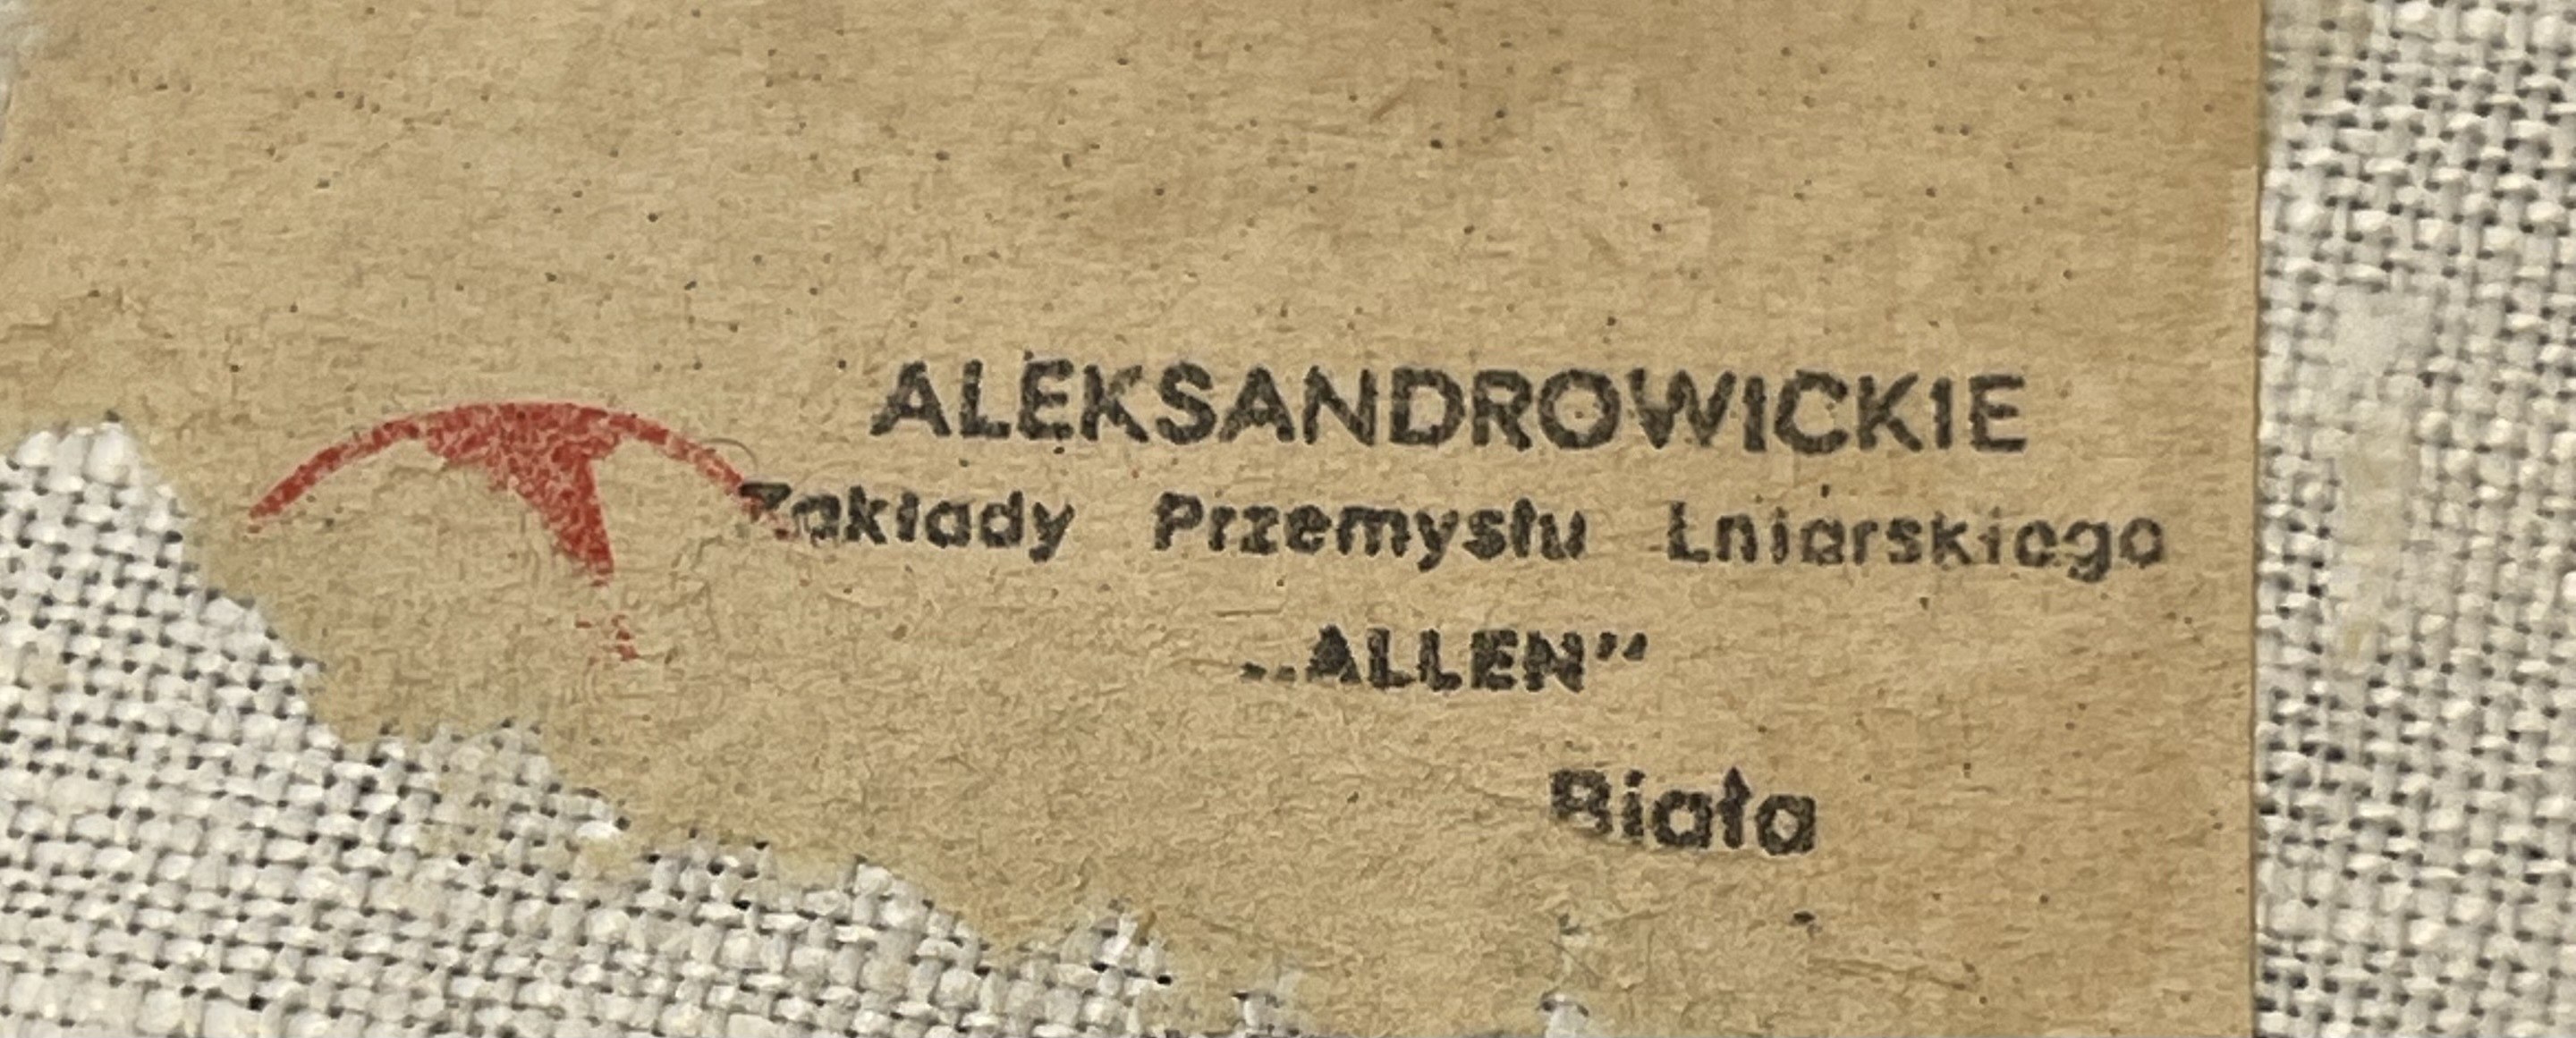 ALEKSANDROWICKIE
Zakłady Przemysłu Lniarskiego
„ALLEN”
Biała